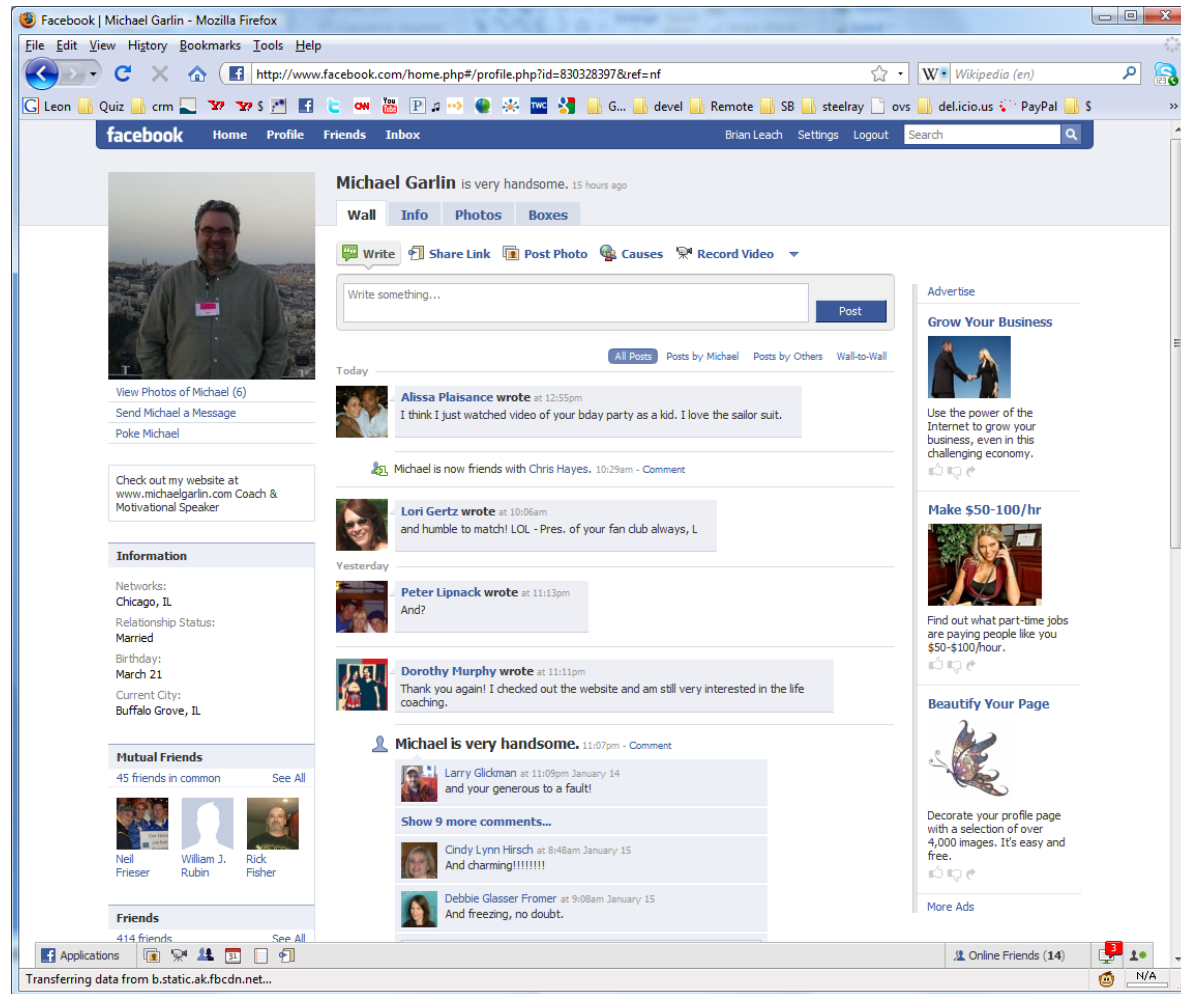 Facebook | Michael Garlin - Mozilla Firefox
File Edit View History Bookmarks Tools Help
http://www.facebook.com/home.php#/profile.php?id=830328397&ref=nf
Wikipedia (en)
Leon Quiz crm $ CNN You Tube P TWC G... devel Remote SB steelray ovs del.icio.us PayPal $ »
facebook Home Profile Friends Inbox Brian Leach Settings Logout Search
Michael Garlin is very handsome. 15 hours ago
Wall Info Photos Boxes
Write Share Link Post Photo Causes Record Video
Write something...
Post
All Posts Posts by Michael Posts by Others Wall-to-Wall
Today
Alissa Plaisance wrote at 12:55pm
I think I just watched video of your bday party as a kid. I love the sailor suit.
Michael is now friends with Chris Hayes. 10:29am - Comment
Lori Gertz wrote at 10:06am
and humble to match! LOL - Pres. of your fan club always, L
Yesterday
Peter Lipnack wrote at 11:13pm
And?
Dorothy Murphy wrote at 11:11pm
Thank you again! I checked out the website and am still very interested in the life
coaching.
Michael is very handsome. 11:07pm - Comment
Larry Glickman at 11:09pm January 14
and your generous to a fault!
Show 9 more comments...
Cindy Lynn Hirsch at 8:48am January 15
And charming!!!!!!!!
Debbie Glasser Fromer at 9:08am January 15
And freezing, no doubt.
View Photos of Michael (6)
Send Michael a Message
Poke Michael
Check out my website at
www.michaelgarlin.com Coach &
Motivational Speaker
Information
Networks:
Chicago, IL
Relationship Status:
Married
Birthday:
March 21
Current City:
Buffalo Grove, IL
Mutual Friends
45 friends in common See All
Neil Frieser
William J. Rubin
Rick Fisher
Friends
414 friends See All
Advertise
Grow Your Business
Use the power of the
Internet to grow your
business, even in this
challenging economy.
Make $50-100/hr
Find out what part-time jobs
are paying people like you
$50-$100/hour.
Beautify Your Page
Decorate your profile page
with a selection of over
4,000 images. It's easy and
free.
More Ads
Applications 31 Online Friends (14) 3
Transferring data from b.static.ak.fbcdn.net... N/A